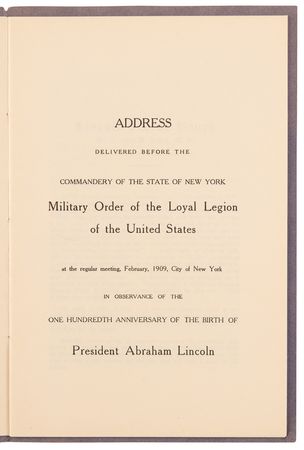 ADDRESS
DELIVERED BEFORE THE
COMMANDERY OF THE STATE OF NEW YORK
Military Order of the Loyal Legion
of the United States
at the regular meeting, February, 1909, City of New York
IN OBSERVANCE OF THE
ONE HUNDREDTH ANNIVERSARY OF THE BIRTH OF
President Abraham Lincoln